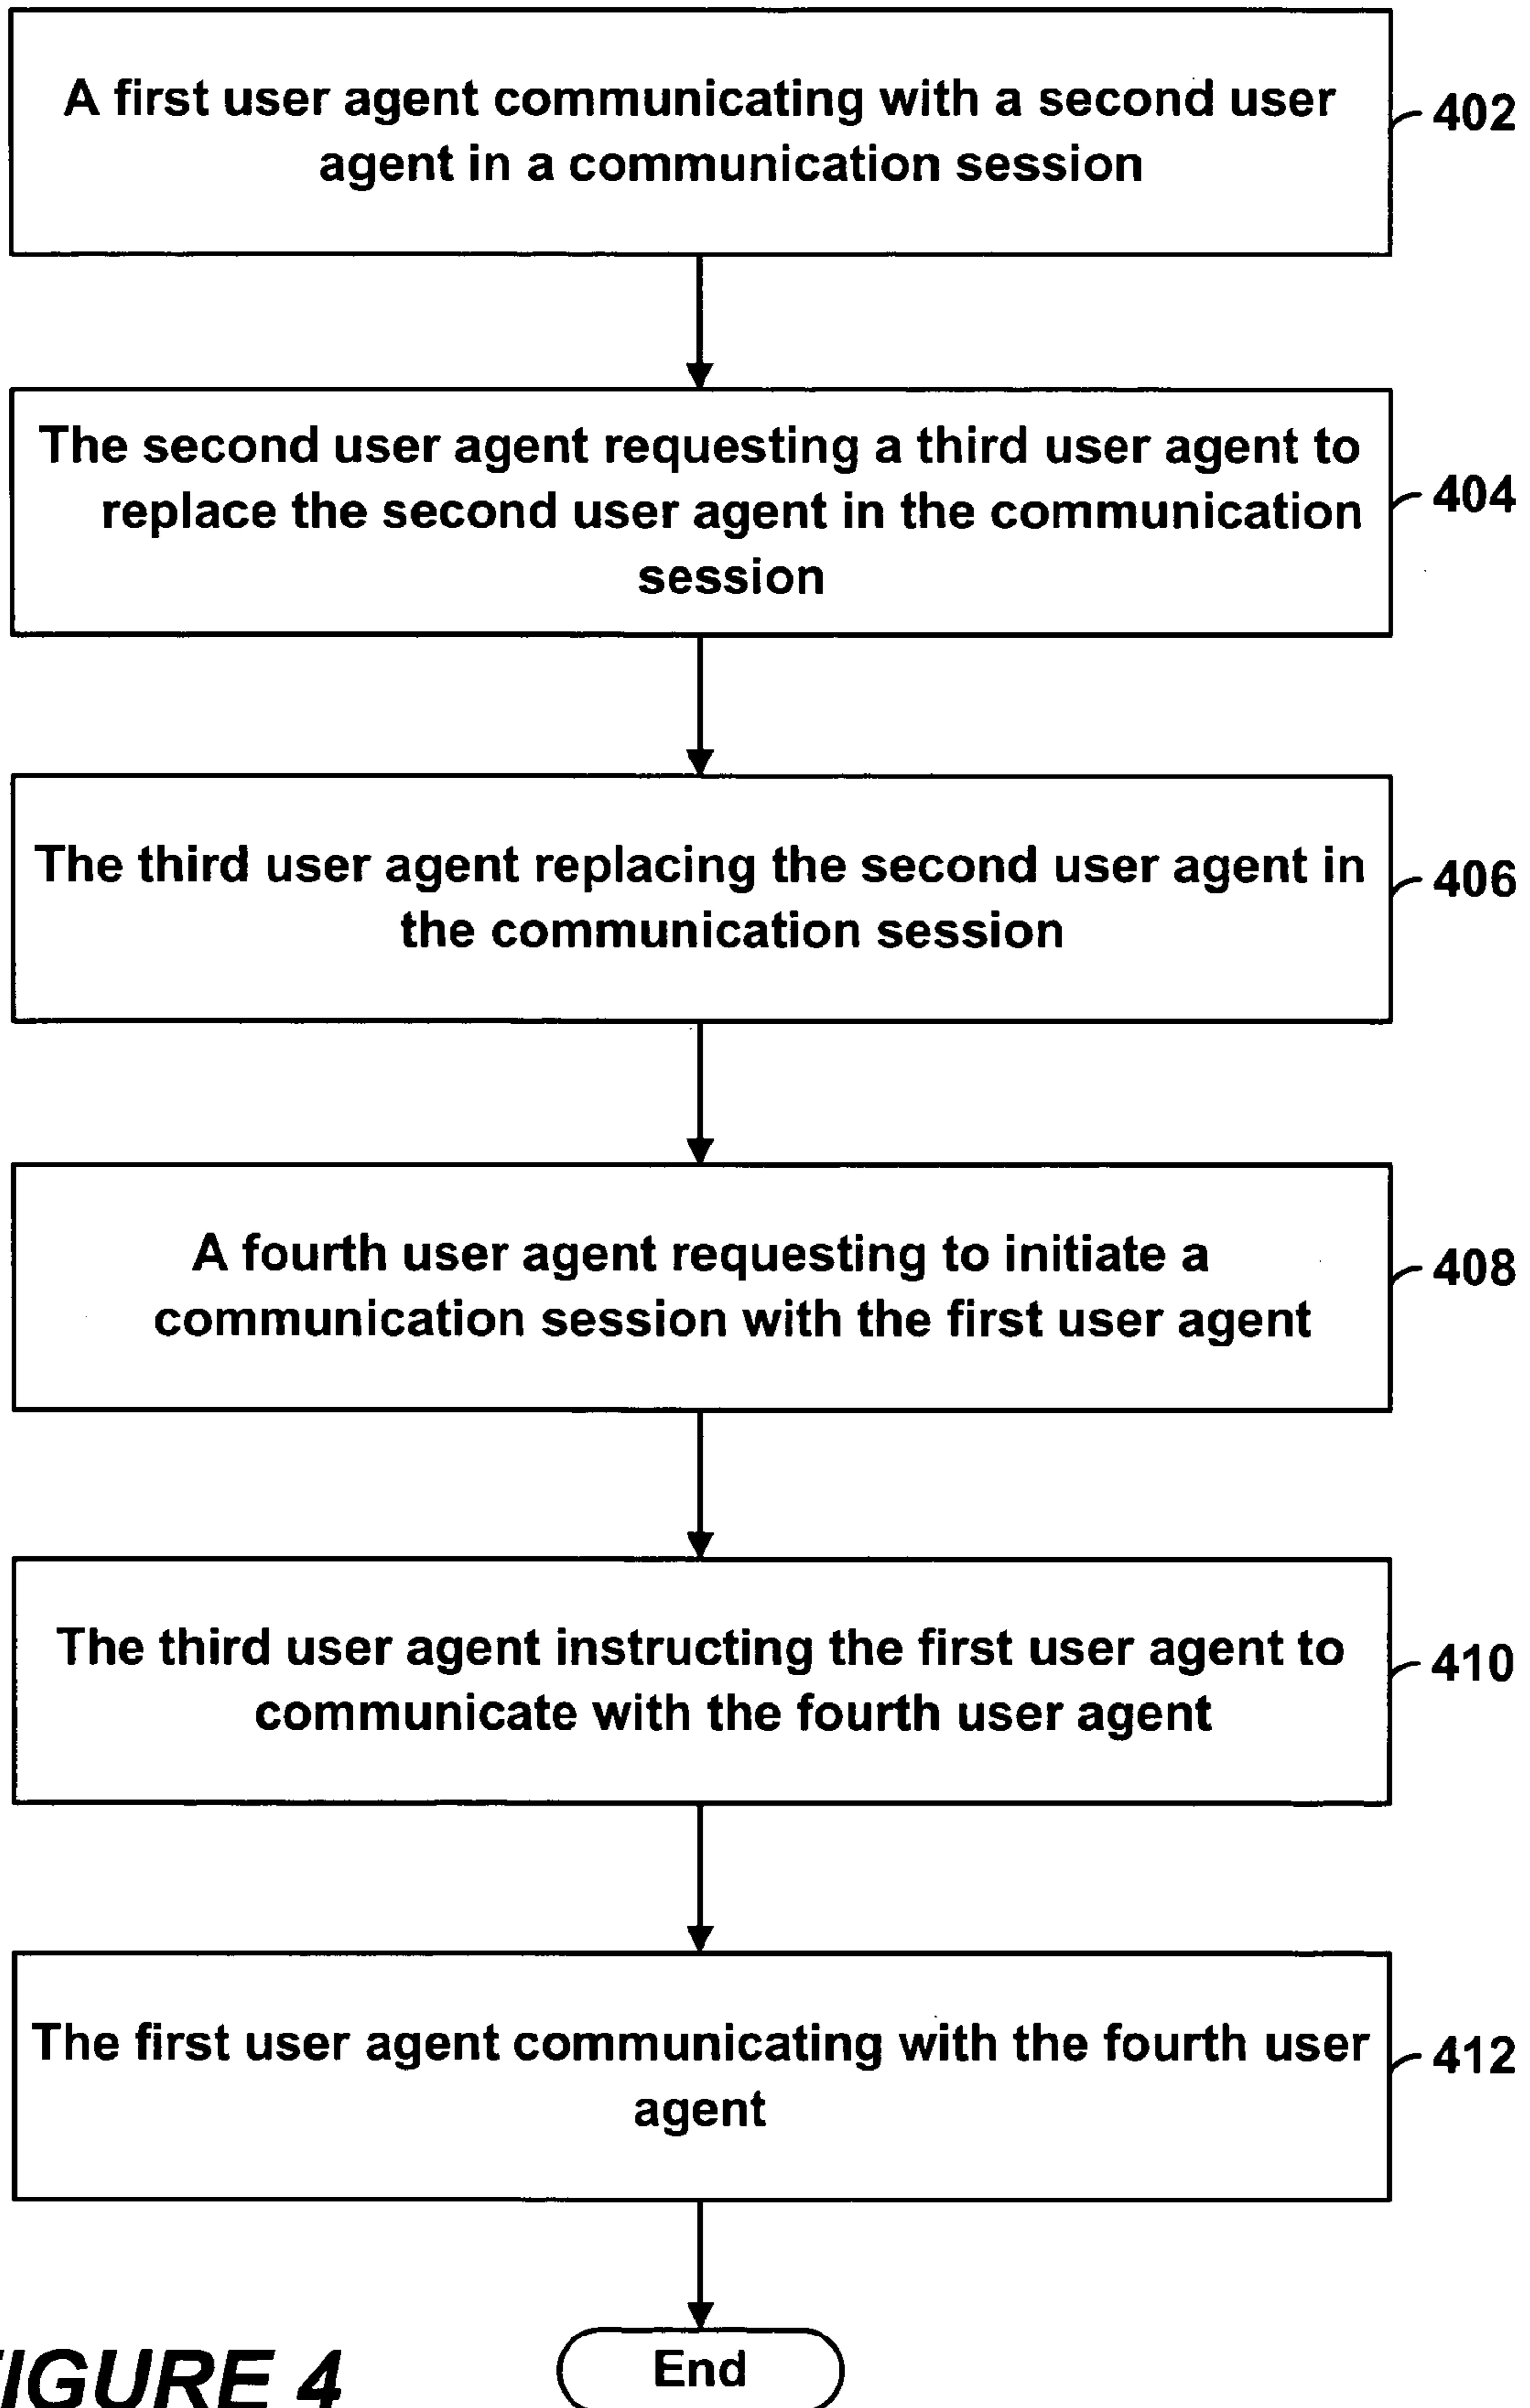 A first user agent communicating with a second user
agent in a communication session
402
The second user agent requesting a third user agent to
replace the second user agent in the communication
session
404
The third user agent replacing the second user agent in
the communication session
406
A fourth user agent requesting to initiate a
communication session with the first user agent
408
The third user agent instructing the first user agent to
communicate with the fourth user agent
410
The first user agent communicating with the fourth user
agent
412
End
FIGURE 4